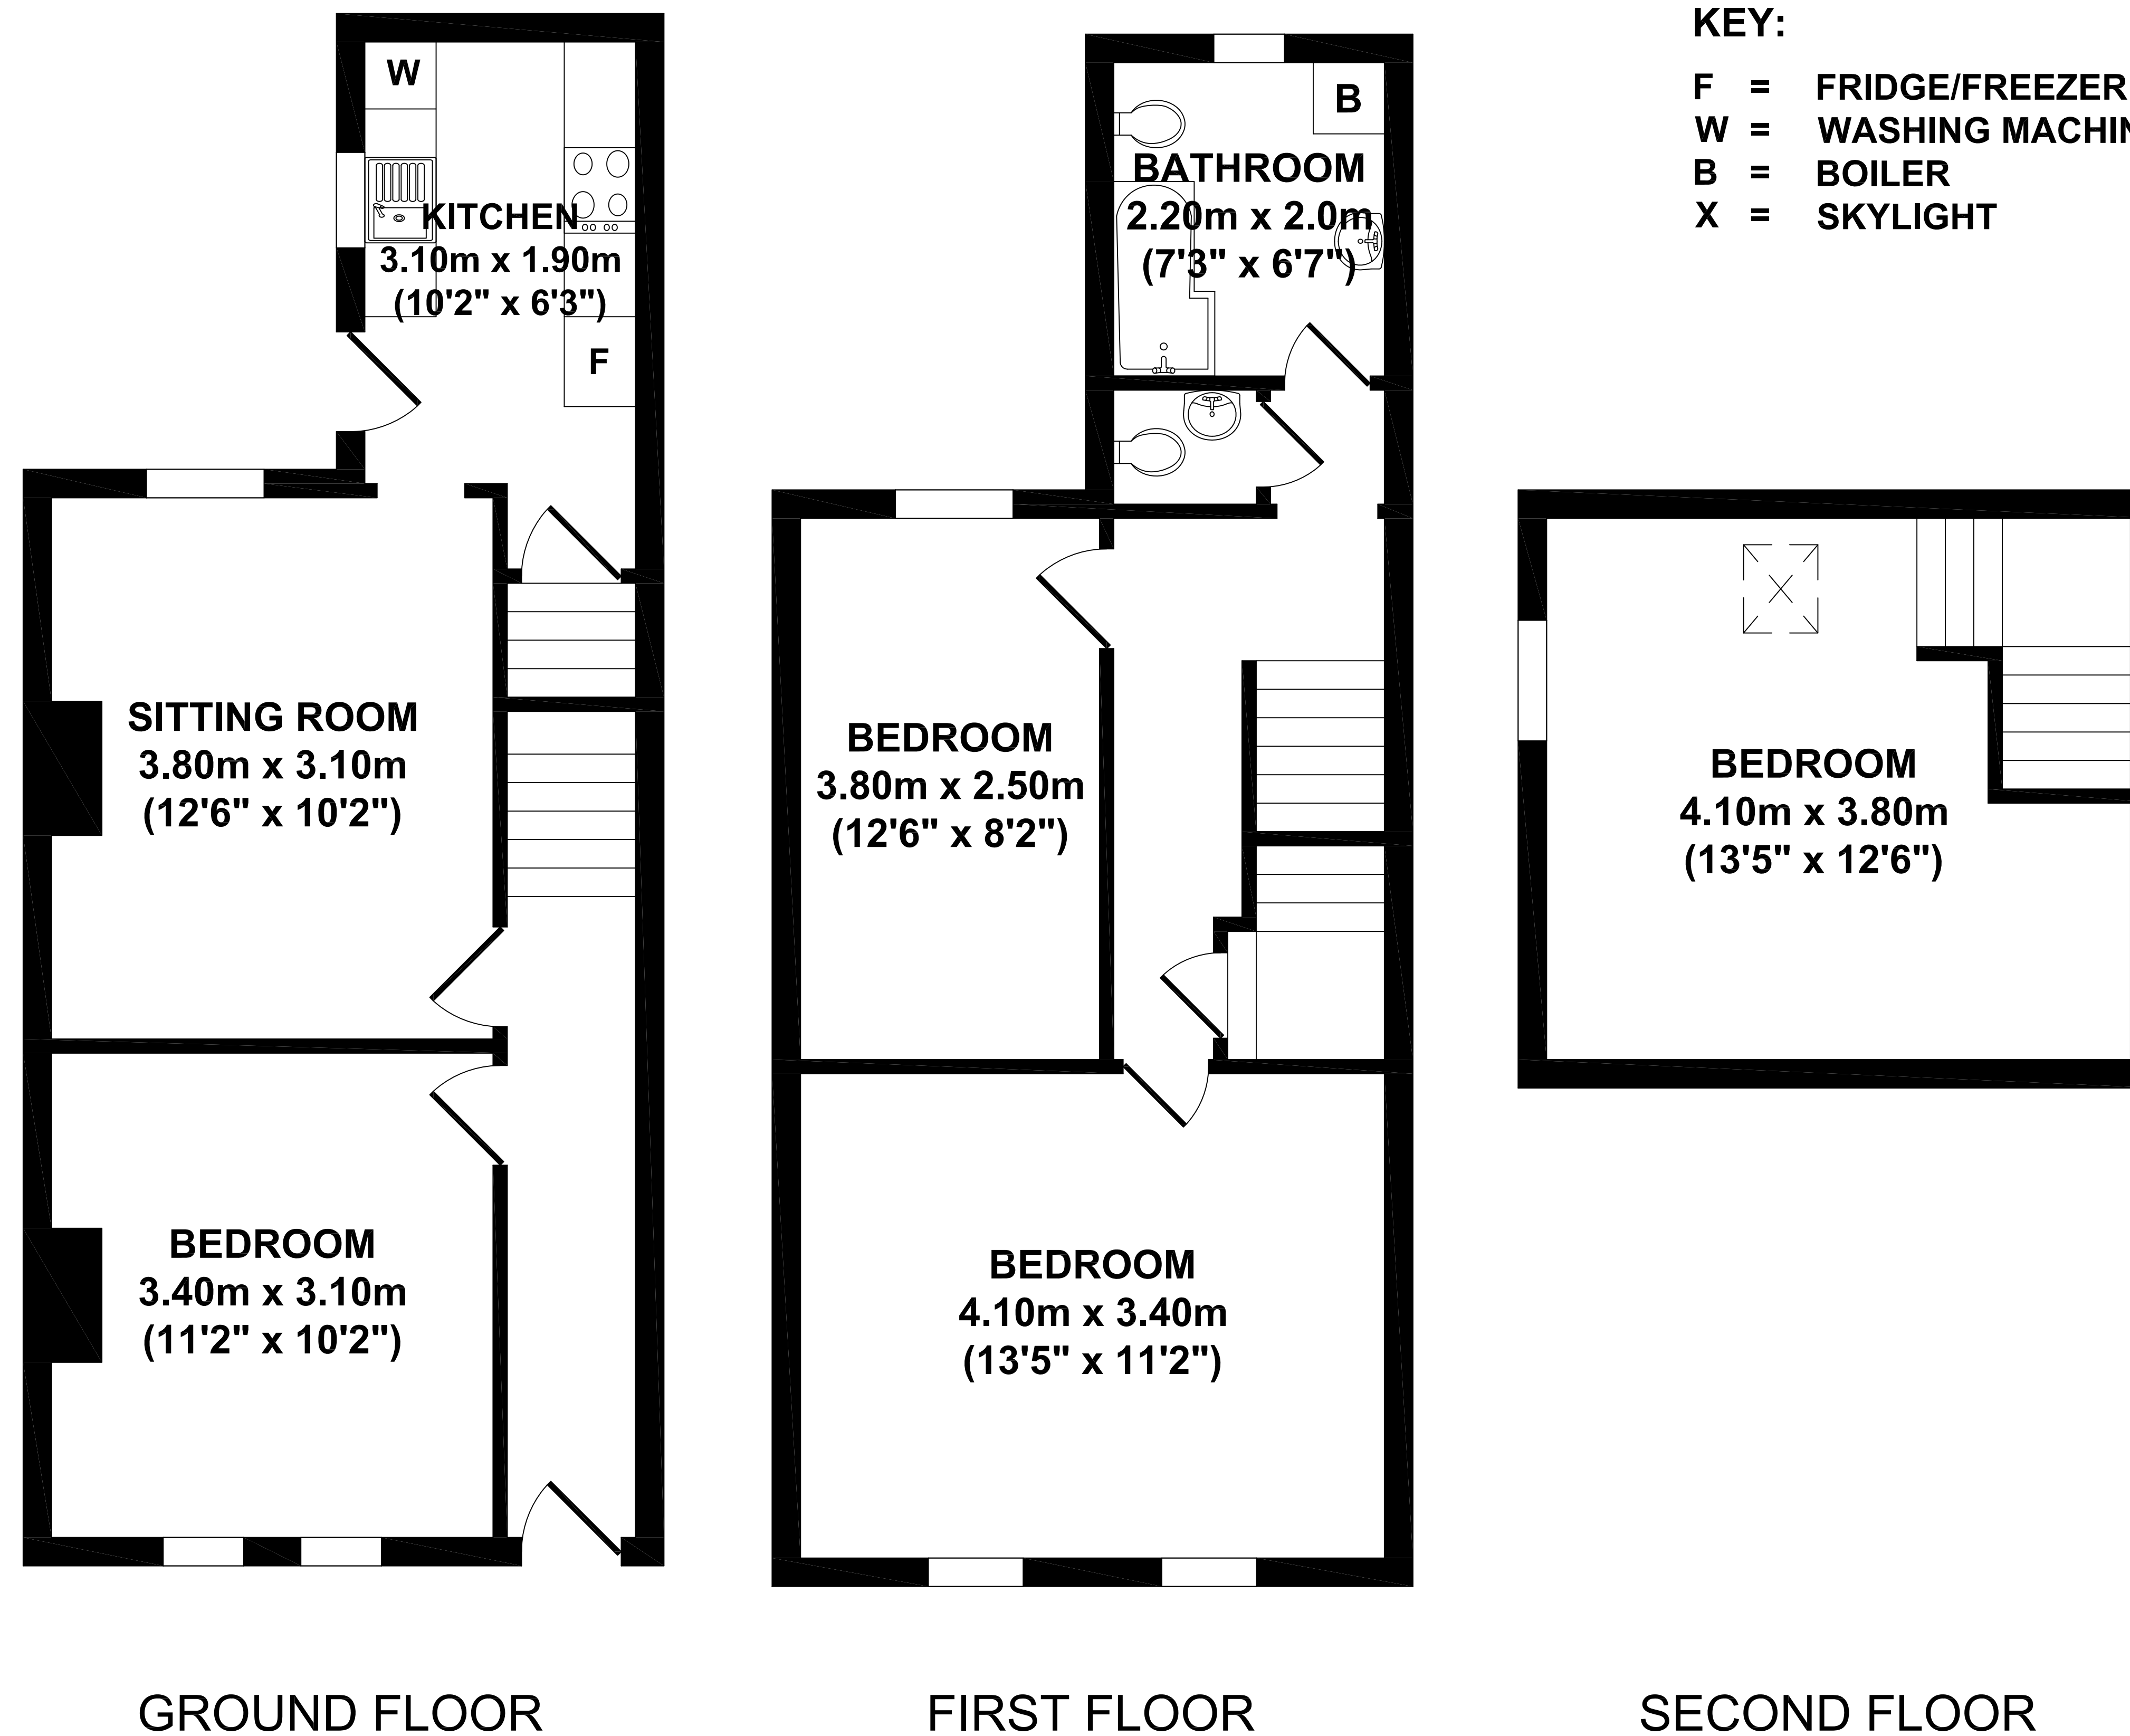 W
KITCHEN
3.10m x 1.90m
(10'2" x 6'3")
F
SITTING ROOM
3.80m x 3.10m
(12'6" x 10'2")
BEDROOM
3.40m x 3.10m
(11'2" x 10'2")
GROUND FLOOR
B
BATHROOM
2.20m x 2.0m
(7'3" x 6'7")
BEDROOM
3.80m x 2.50m
(12'6" x 8'2")
BEDROOM
4.10m x 3.40m
(13'5" x 11'2")
FIRST FLOOR
KEY:
F = FRIDGE/FREEZER
W = WASHING MACHIN
B = BOILER
X = SKYLIGHT
BEDROOM
4.10m x 3.80m
(13'5" x 12'6")
SECOND FLOOR